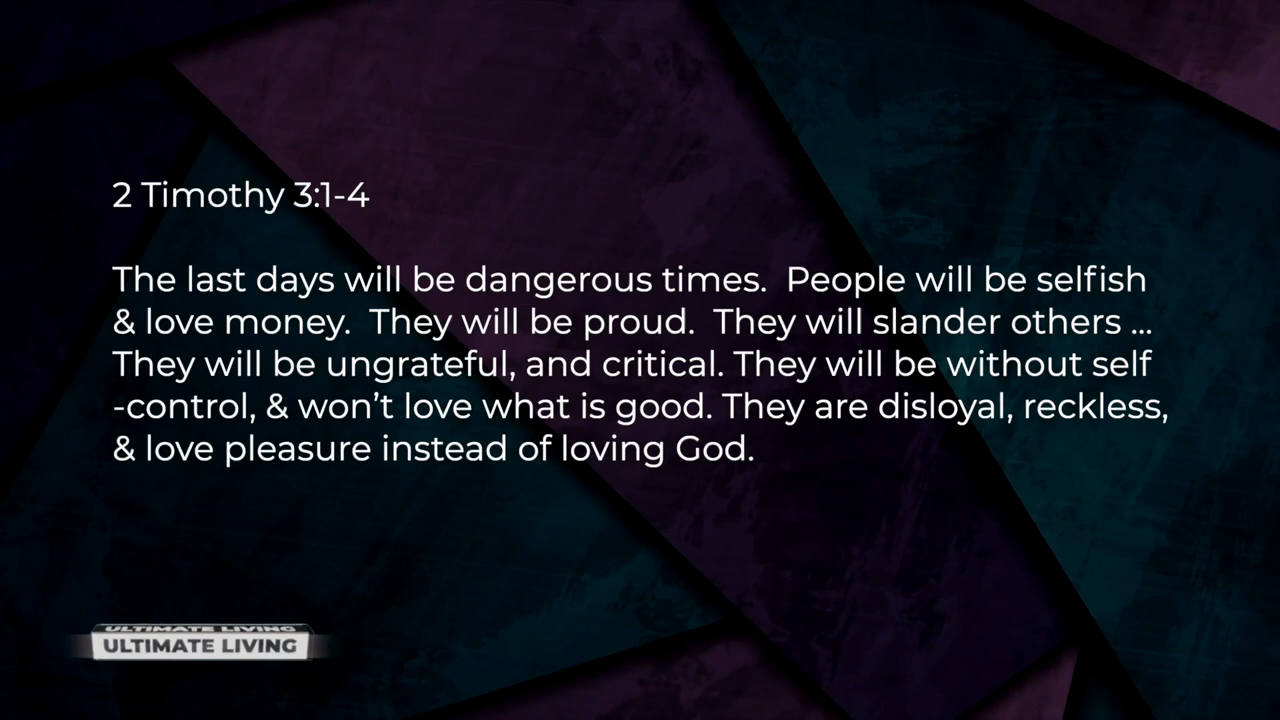 2 Timothy 3:1-4
The last days will be dangerous times.  People will be selfish
& love money.  They will be proud.  They will slander others ...
They will be ungrateful, and critical. They will be without self
-control, & won’t love what is good. They are disloyal, reckless,
& love pleasure instead of loving God.
ULTIMATE LIVING
ULTIMATE LIVING